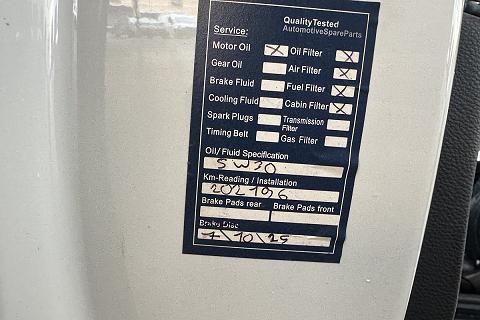 QualityTested
AutomotiveSpareParts
Service:
Motor Oil X Oil Filter X
Gear Oil Air Filter X
Brake Fluid Fuel Filter X
Cooling Fluid Cabin Filter X
Spark Plugs Transmission Filter
Timing Belt Gas Filter
Oil/ Fluid Specification
5W30
Km-Reading / Installation
202196
Brake Pads rear Brake Pads front
Brake Disc
7\10\25